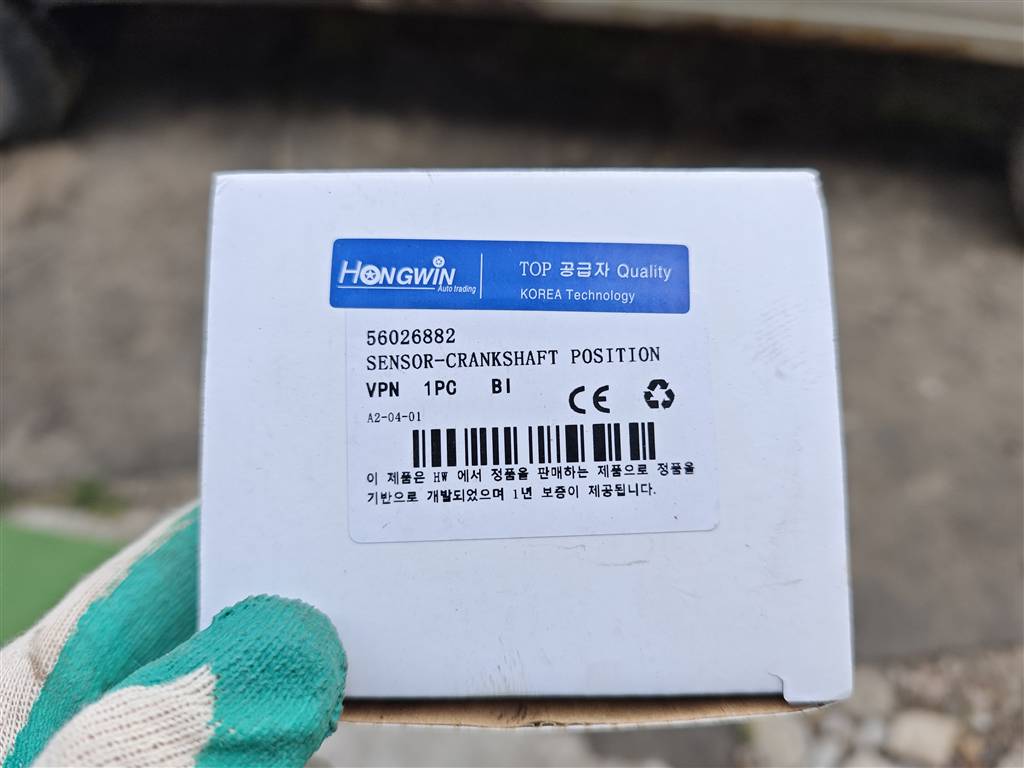 HONGWIN
Auto trading
TOP 공급자 Quality
KOREA Technology
56026882
SENSOR-CRANKSHAFT POSITION
VPN 1PC BI
CE
A2-04-01
이 제품은 HW 에서 정품을 판매하는 제품으로 정품을
기반으로 개발되었으며 1년 보증이 제공됩니다.